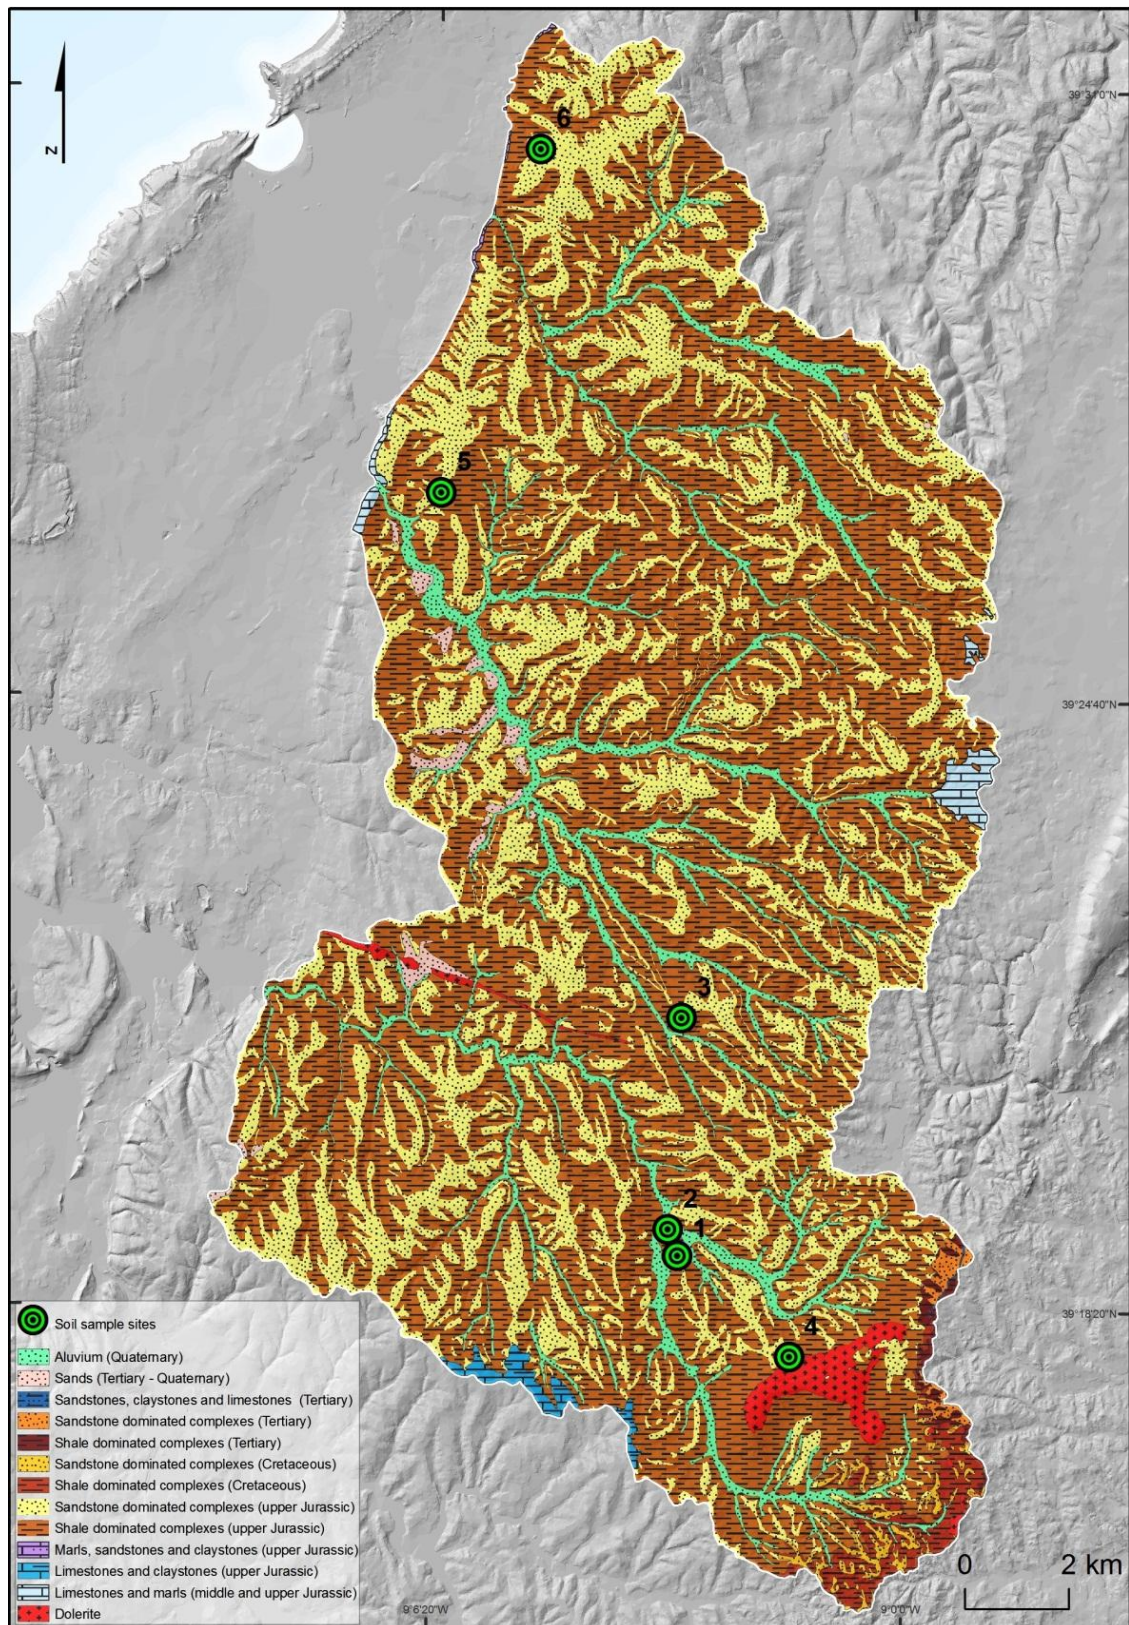 39°31'0"N
6
N
5
39°24'40"N
3
2
1
39°18'20"N
4
Soil sample sites
Aluvium (Quaternary)
Sands (Tertiary - Quaternary)
Sandstones, claystones and limestones (Tertiary)
Sandstone dominated complexes (Tertiary)
Shale dominated complexes (Tertiary)
Sandstone dominated complexes (Cretaceous)
Shale dominated complexes (Cretaceous)
Sandstone dominated complexes (upper Jurassic)
Shale dominated complexes (upper Jurassic)
Marls, sandstones and claystones (upper Jurassic)
Limestones and claystones (upper Jurassic)
Limestones and marls (middle and upper Jurassic)
Dolerite
0 2 km
9°6'20"W
9°0'0"W